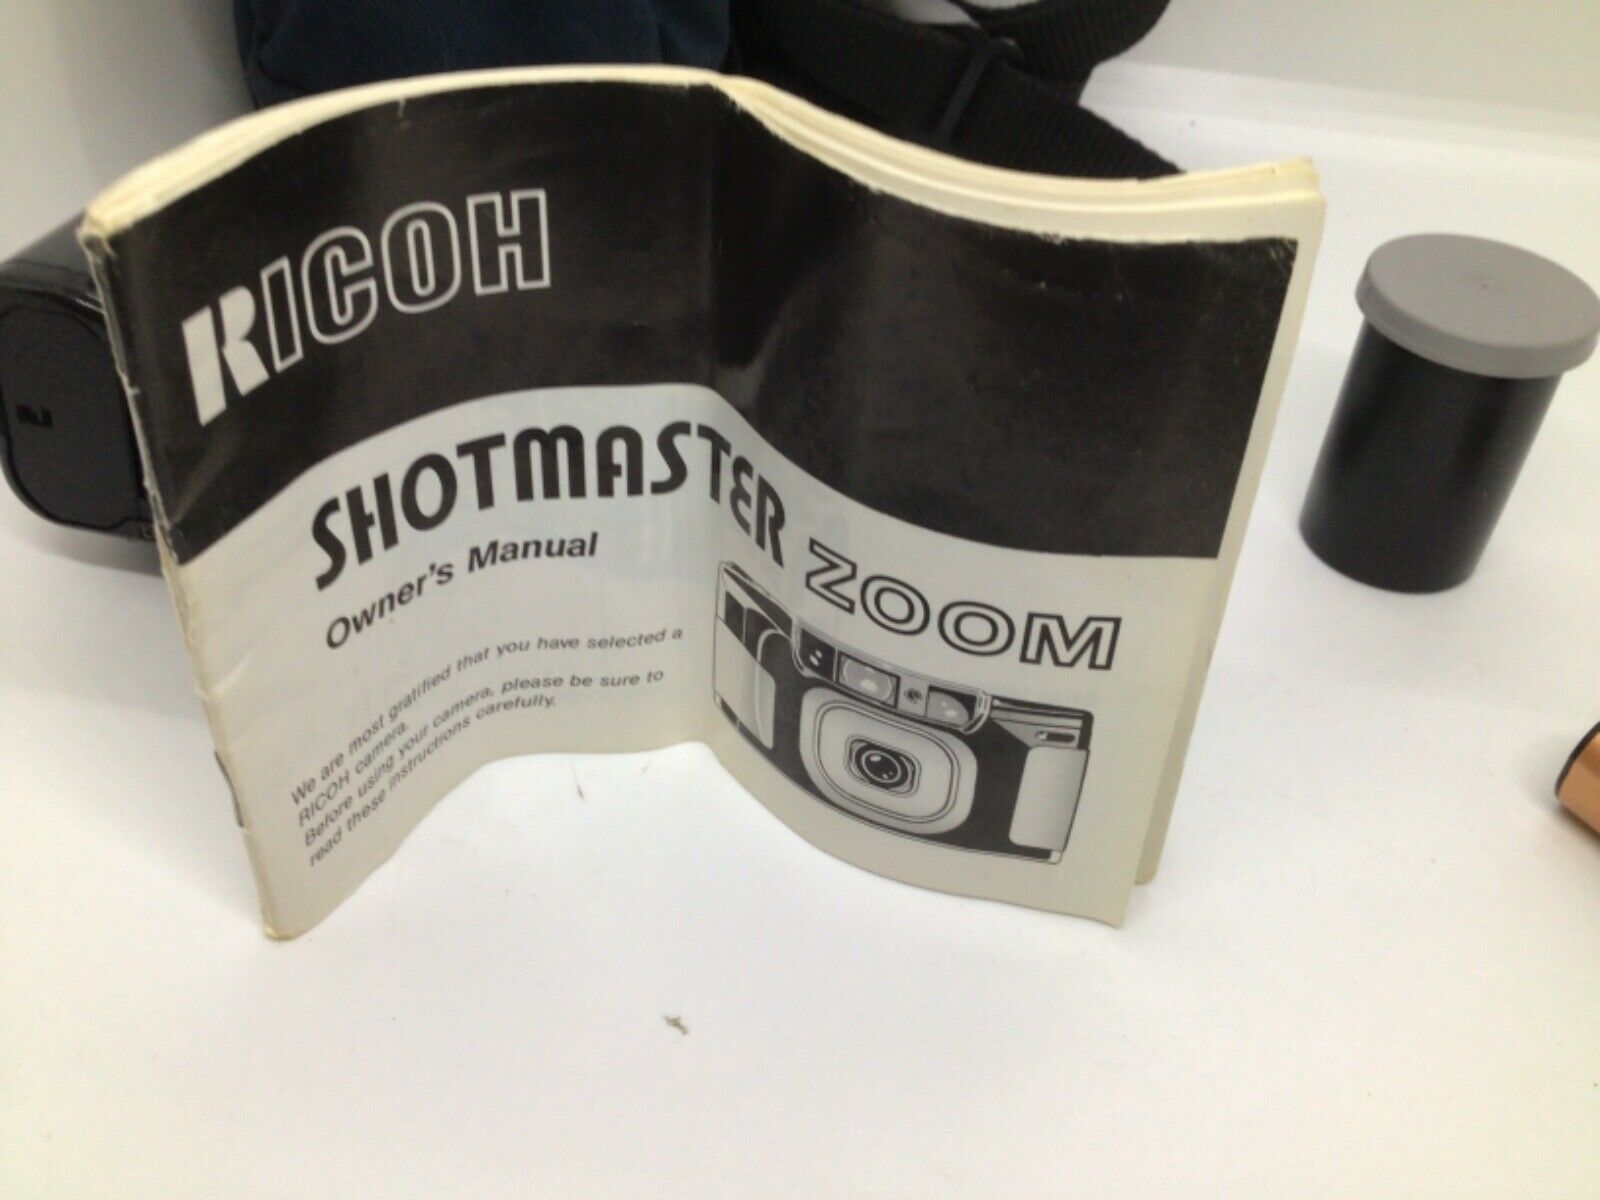 RICOH
SHOTMASTER ZOOM
Owner's Manual
We are most gratified that you have selected a
RICOH camera.
Before using your camera, please be sure to
read these instructions carefully.